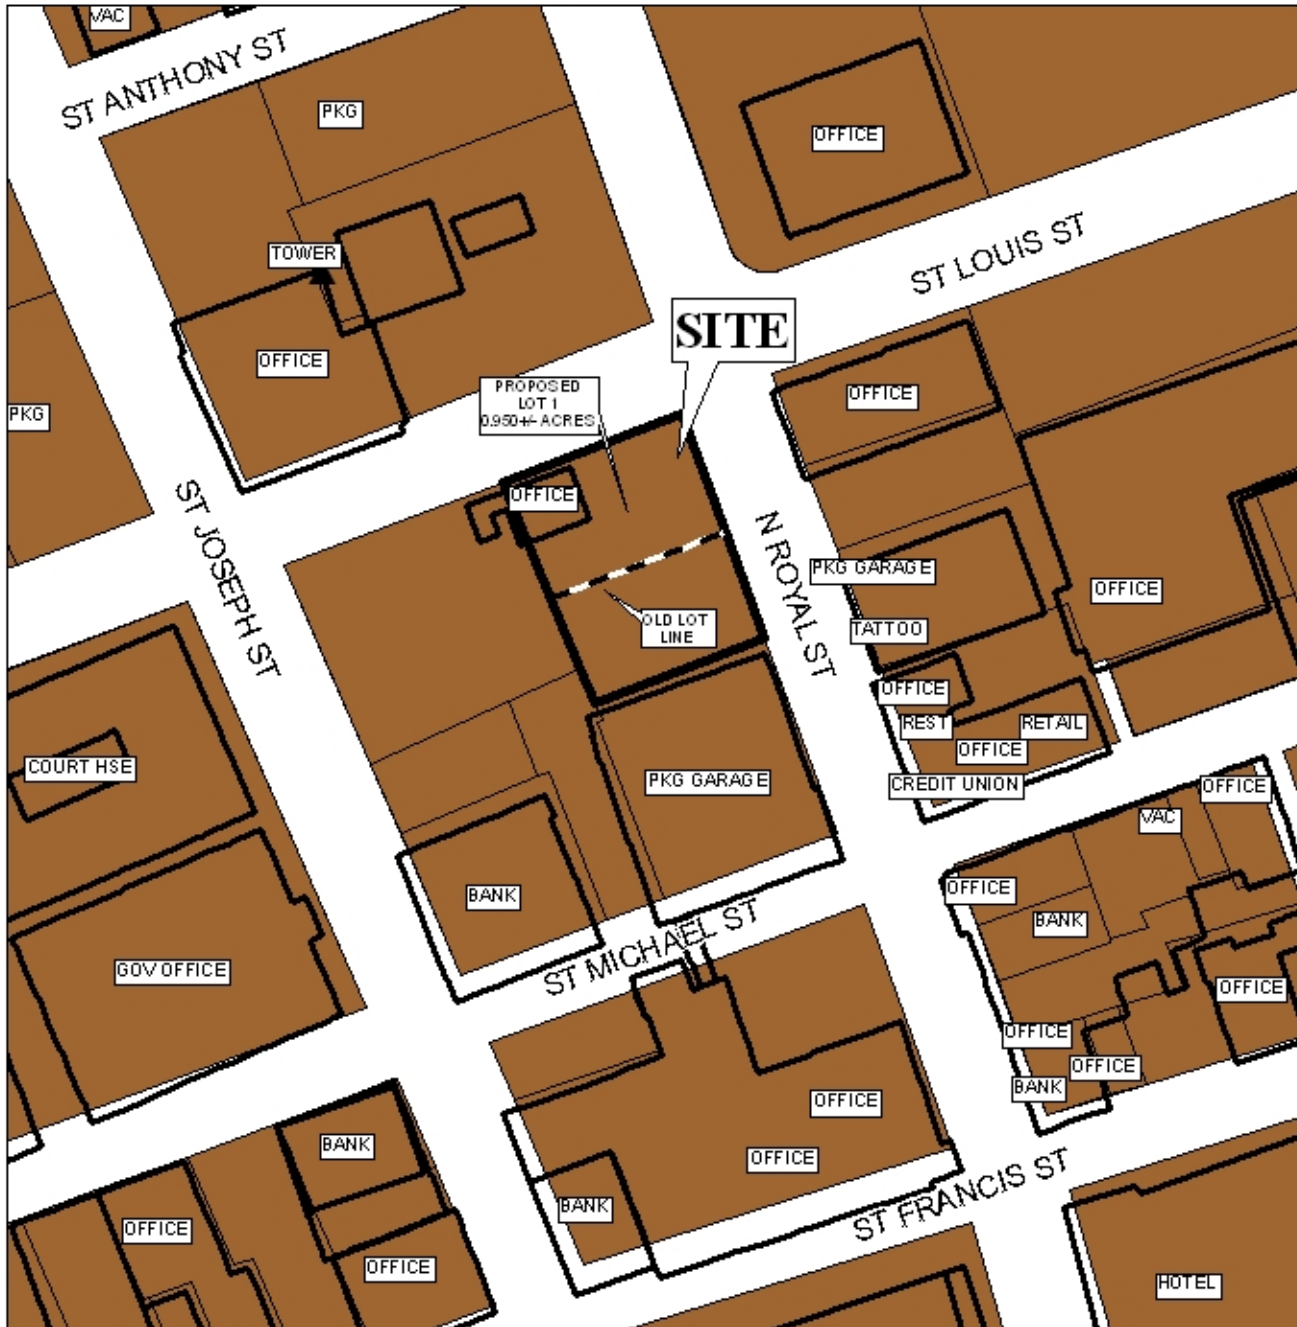 VAC
ST ANTHONY ST
PKG
OFFICE
TOWER
ST LOUIS ST
SITE
OFFICE
PROPOSED
LOT 1
0.950+/- ACRES
OFFICE
PKG
OFFICE
ST JOSEPH ST
N ROYAL ST
PKG GARAGE
OFFICE
OLD LOT
LINE
TATTOO
OFFICE
REST
RETAIL
OFFICE
COURT HSE
PKG GARAGE
CREDIT UNION
OFFICE
VAC
BANK
OFFICE
BANK
ST MICHAEL ST
GOV OFFICE
OFFICE
OFFICE
OFFICE
BANK
OFFICE
BANK
OFFICE
BANK
ST FRANCIS ST
OFFICE
OFFICE
HOTEL